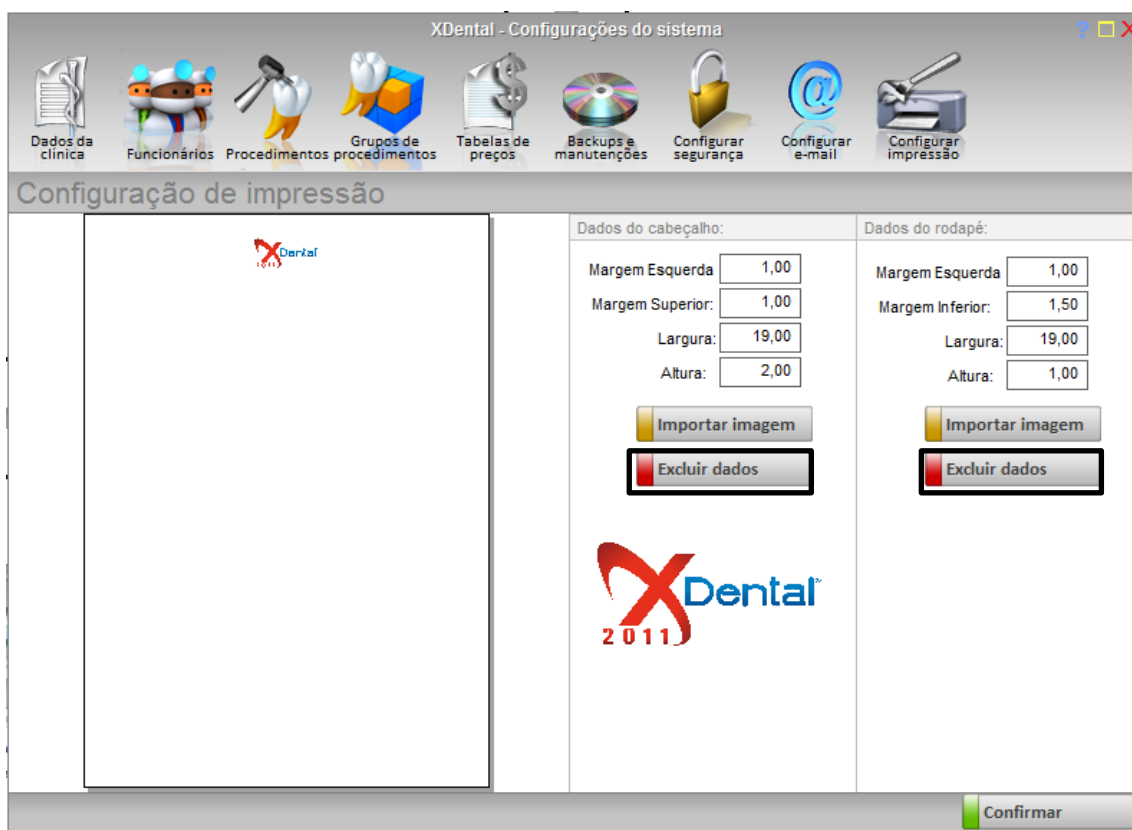 XDental - Configurações do sistema
?
Dados da
clínica
Funcionários
Procedimentos
Grupos de
procedimentos
Tabelas de
preços
Backups e
manutenções
Configurar
segurança
Configurar
e-mail
Configurar
impressão
Configuração de impressão
XDental
2011
Dados do cabeçalho:
Margem Esquerda 1,00
Margem Superior: 1,00
Largura: 19,00
Altura: 2,00
Importar imagem
Excluir dados
XDental
2011
Dados do rodapé:
Margem Esquerda 1,00
Margem Inferior: 1,50
Largura: 19,00
Altura: 1,00
Importar imagem
Excluir dados
Confirmar